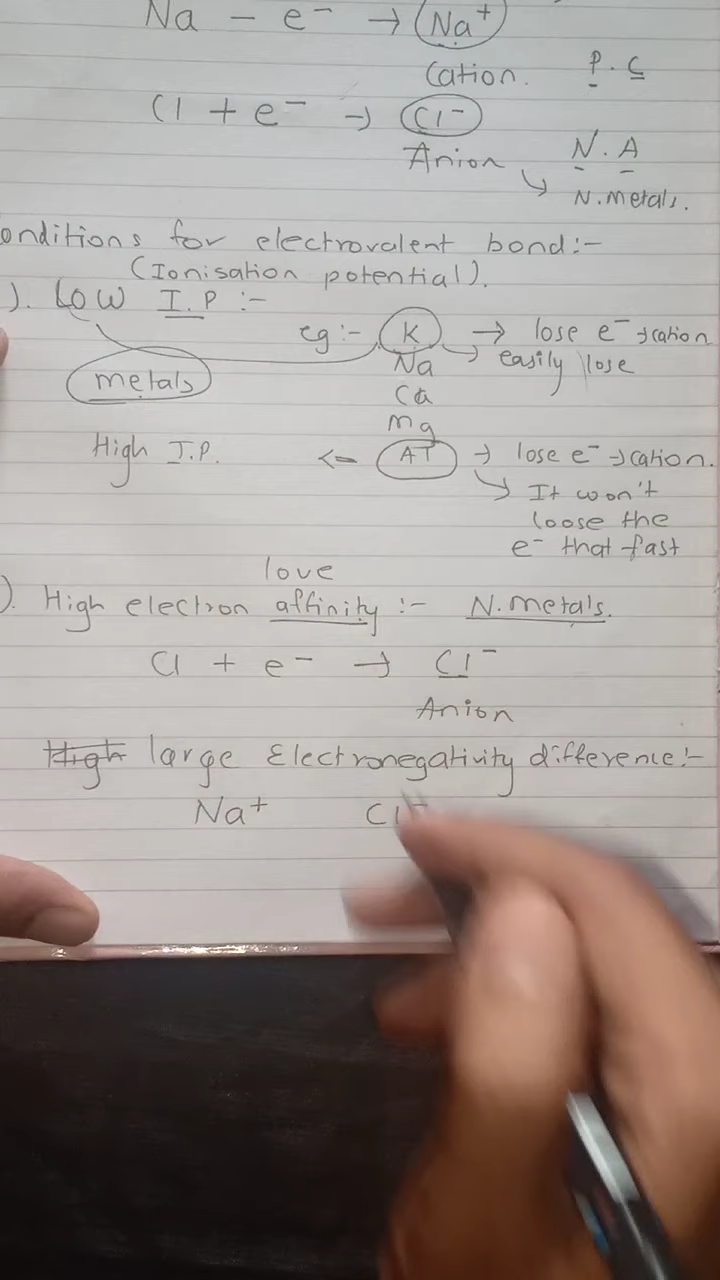 Na - e⁻ → Na⁺
Cation. P.C
Cl + e⁻ → Cl⁻
Anion N.A
N.metals.
onditions for electrovalent bond:-
(Ionisation potential).
). Low I.P :-
eg:- K → lose e⁻ → cation
Na → easily lose
metals
Ca
Mg
High I.P. <= AT → lose e⁻ → cation.
It won't
loose the
e⁻ that fast
love
). High electron affinity :- N.metals.
Cl + e⁻ → Cl⁻
Anion
High large Electronegativity difference:-
Na⁺ Cl⁻